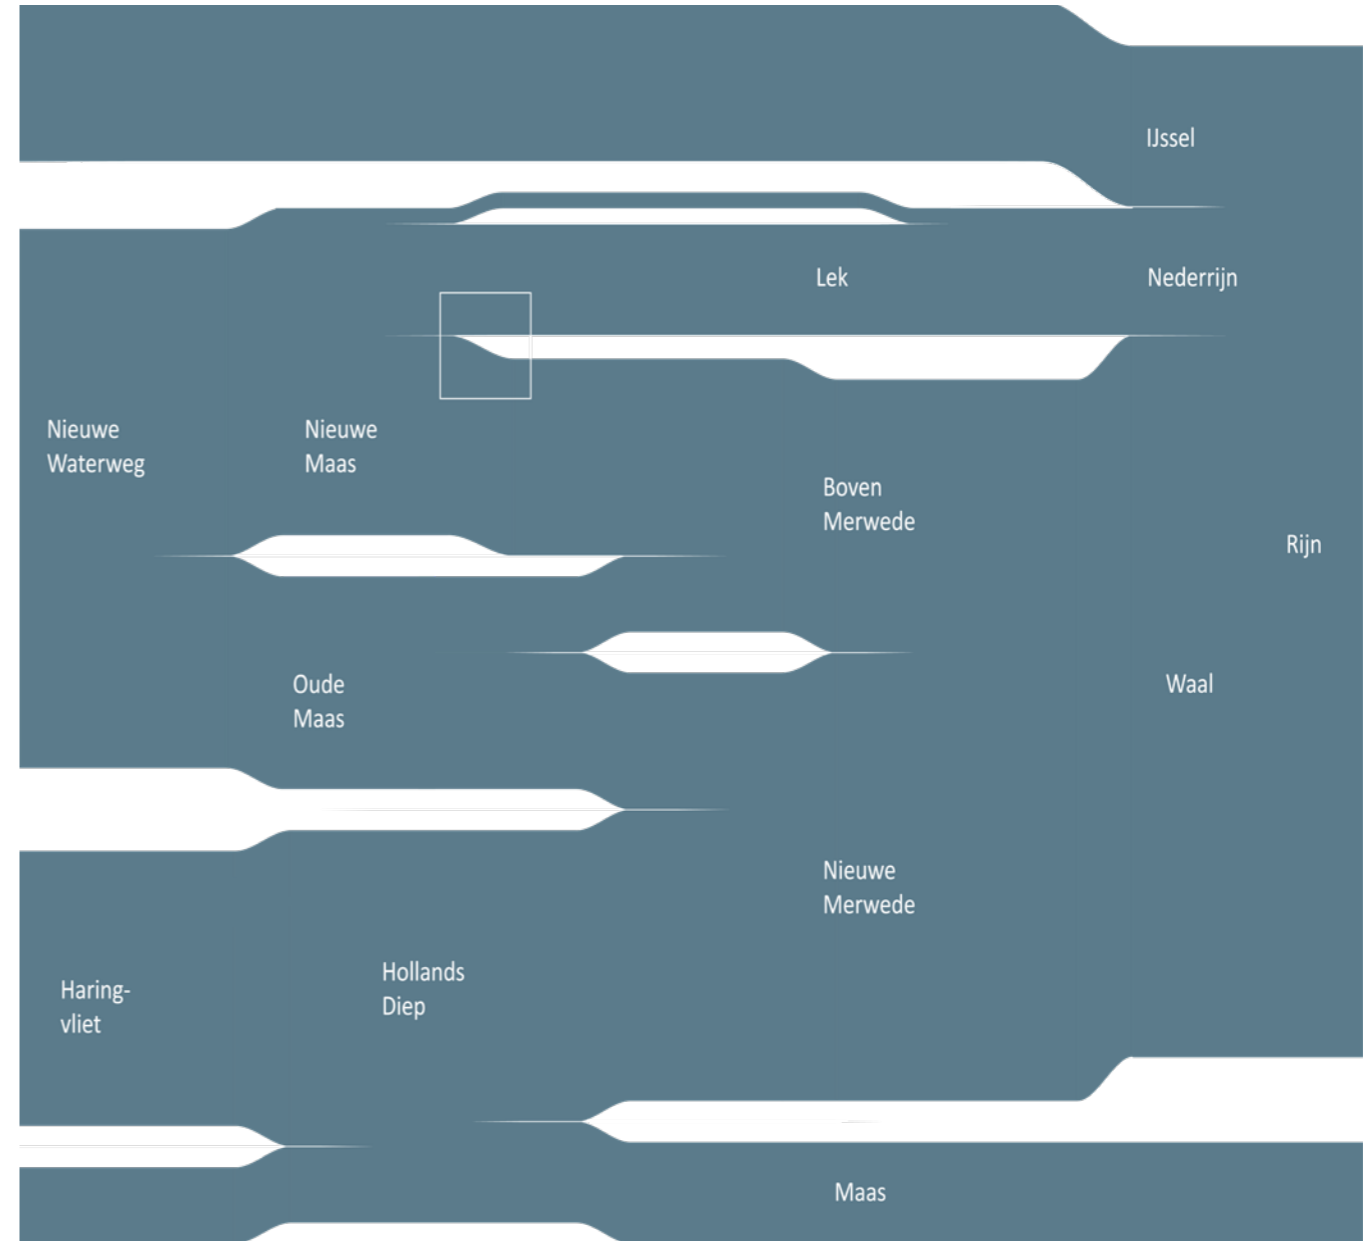 IJssel
Lek
Nederrijn
Nieuwe
Waterweg
Nieuwe
Maas
Boven
Merwede
Rijn
Oude
Maas
Waal
Nieuwe
Merwede
Hollands
Diep
Haring-
vliet
Maas